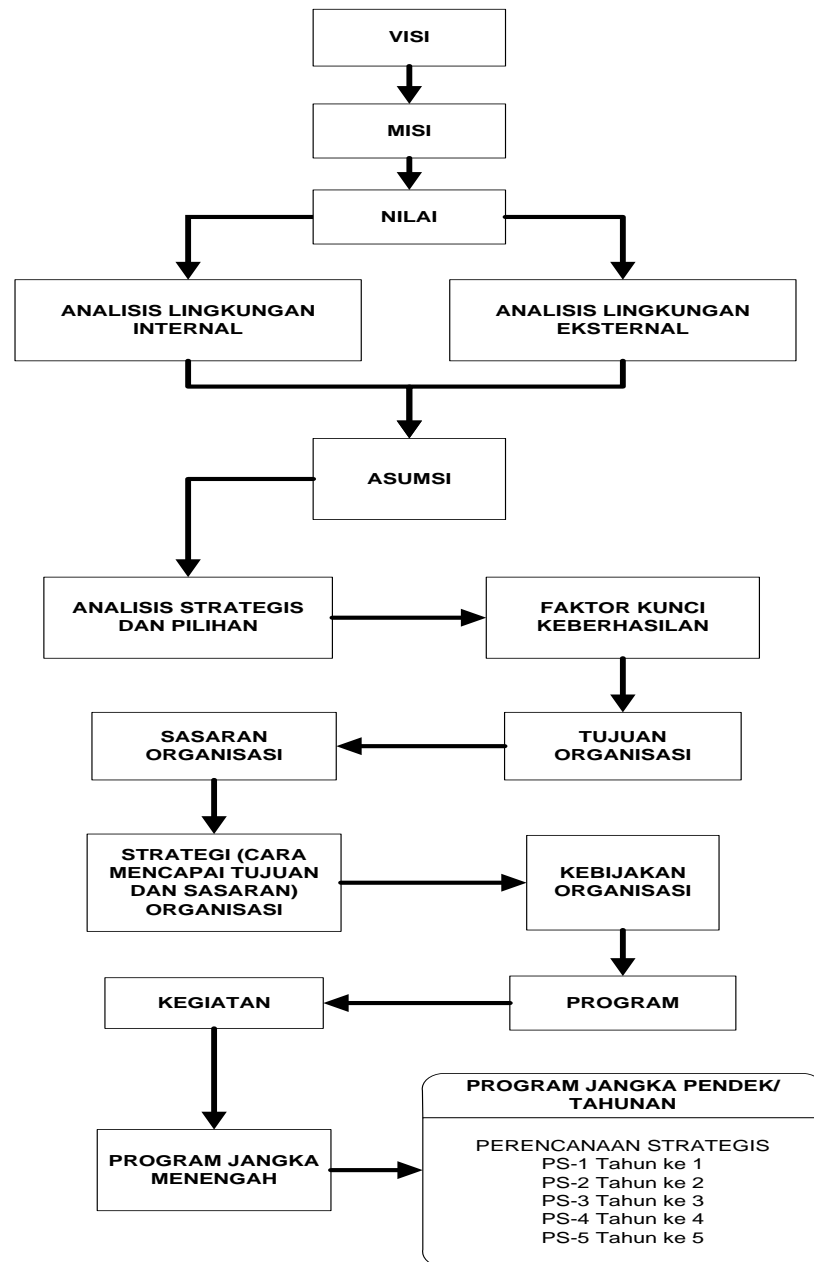 VISI
MISI
NILAI
ANALISIS LINGKUNGAN
INTERNAL
ANALISIS LINGKUNGAN
EKSTERNAL
ASUMSI
ANALISIS STRATEGIS
DAN PILIHAN
FAKTOR KUNCI
KEBERHASILAN
SASARAN
ORGANISASI
TUJUAN
ORGANISASI
STRATEGI (CARA
MENCAPAI TUJUAN
DAN SASARAN)
ORGANISASI
KEBIJAKAN
ORGANISASI
KEGIATAN
PROGRAM
PROGRAM JANGKA
MENENGAH
PROGRAM JANGKA PENDEK/
TAHUNAN
PERENCANAAN STRATEGIS
PS-1 Tahun ke 1
PS-2 Tahun ke 2
PS-3 Tahun ke 3
PS-4 Tahun ke 4
PS-5 Tahun ke 5